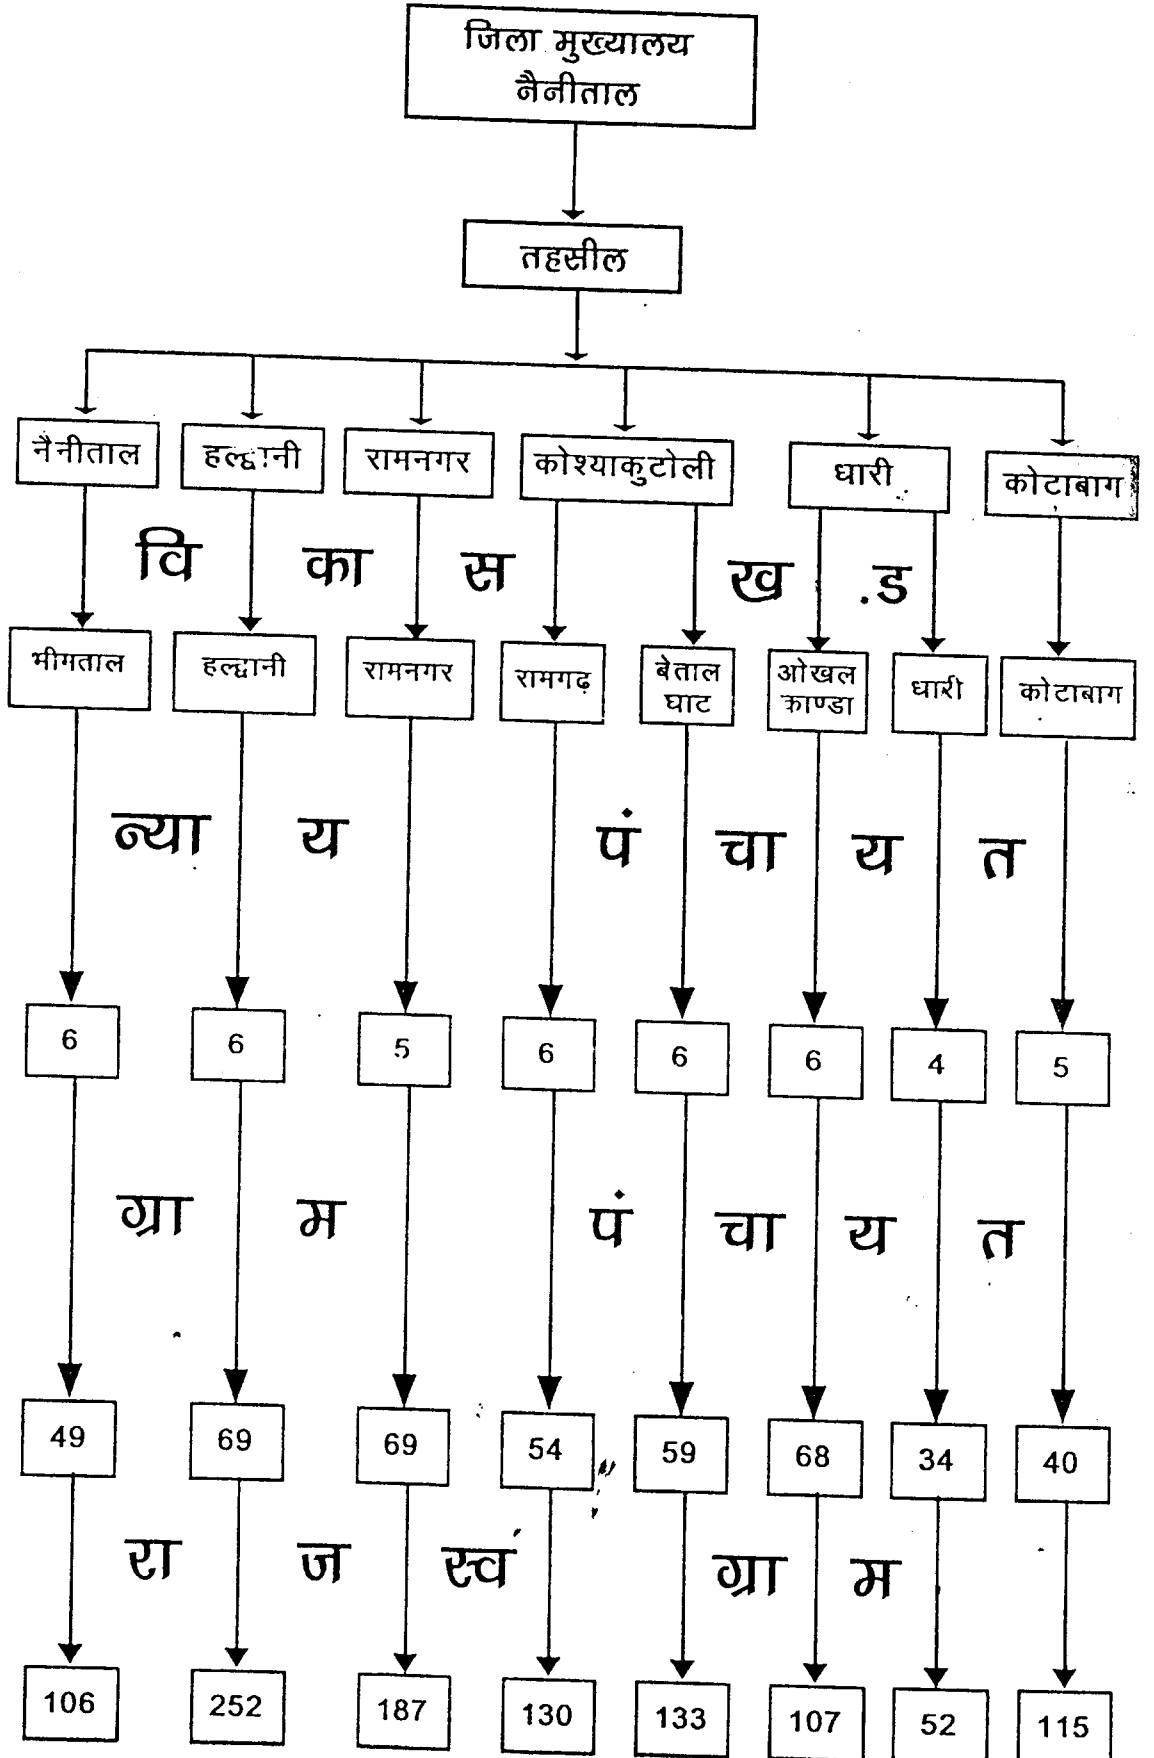 जिला मुख्यालय
नैनीताल
तहसील
नैनीताल हल्द्वानी रामनगर कोश्याकुटोली धारी कोटाबाग
वि का स ख .ड
भीमताल हल्द्वानी रामनगर रामगढ़ बेताल घाट ओखल काण्डा धारी कोटाबाग
न्या य पं चा य त
6 6 5 6 6 6 4 5
ग्रा म पं चा य त
49 69 69 54 59 68 34 40
रा ज स्व ग्रा म
106 252 187 130 133 107 52 115